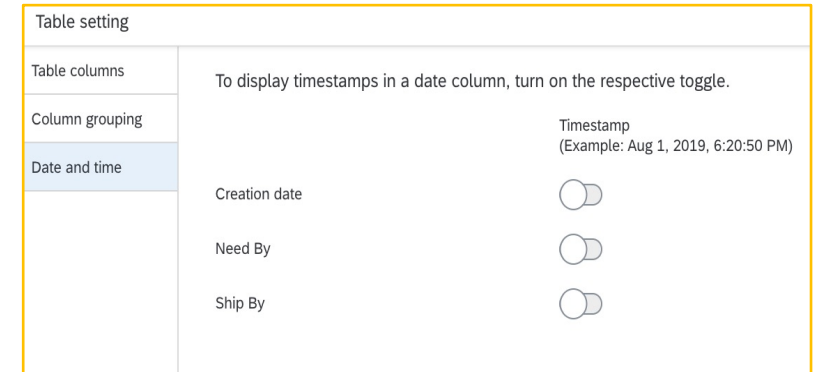 Table setting
Table columns
Column grouping
Date and time
To display timestamps in a date column, turn on the respective toggle.
Timestamp
(Example: Aug 1, 2019, 6:20:50 PM)
Creation date
Need By
Ship By